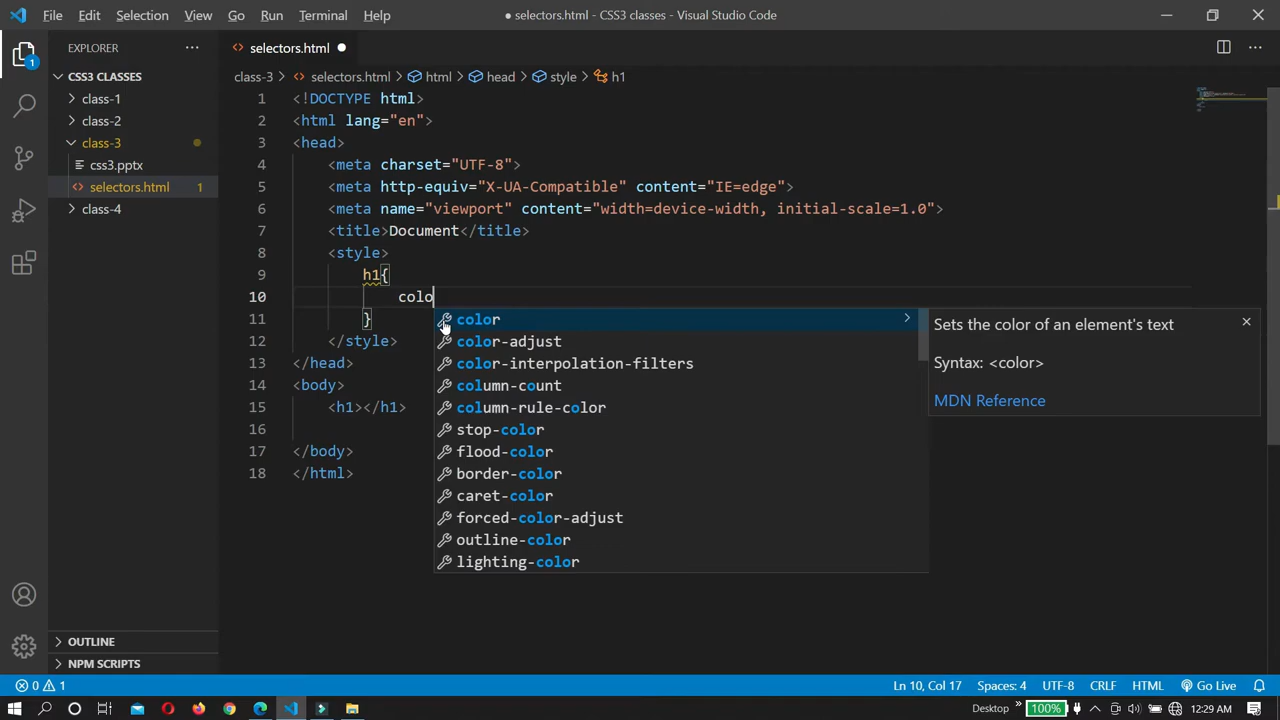 File Edit Selection View Go Run Terminal Help
● selectors.html - CSS3 classes - Visual Studio Code
EXPLORER ···
1
CSS3 CLASSES
class-1
class-2
class-3
css3.pptx
selectors.html 1
class-4
OUTLINE
NPM SCRIPTS
selectors.html ●
class-3 > selectors.html > html > head > style > h1
1 <!DOCTYPE html>
2 <html lang="en">
3 <head>
4 <meta charset="UTF-8">
5 <meta http-equiv="X-UA-Compatible" content="IE=edge">
6 <meta name="viewport" content="width=device-width, initial-scale=1.0">
7 <title>Document</title>
8 <style>
9 h1{
10 colo
11 }
12 </style>
13 </head>
14 <body>
15 <h1></h1>
16
17 </body>
18 </html>
color
color-adjust
color-interpolation-filters
column-count
column-rule-color
stop-color
flood-color
border-color
caret-color
forced-color-adjust
outline-color
lighting-color
Sets the color of an element's text
Syntax: <color>
MDN Reference
0 1 Ln 10, Col 17 Spaces: 4 UTF-8 CRLF HTML Go Live
Desktop » 100% 12:29 AM